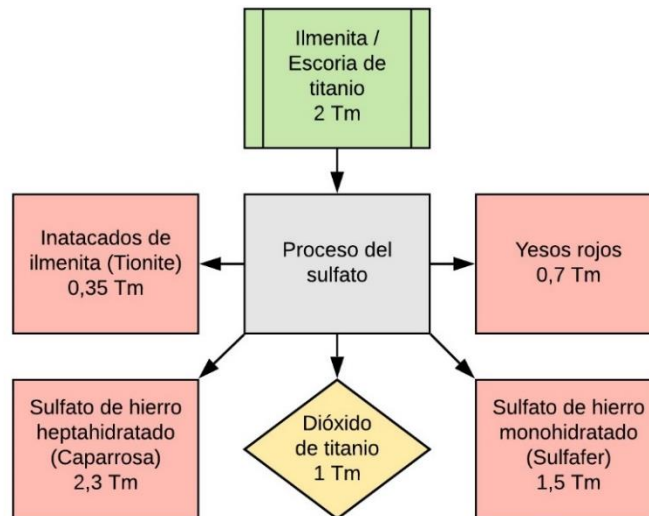 Ilmenita /
Escoria de
titanio
2 Tm
Inatacados de
ilmenita (Tionite)
0,35 Tm
Proceso del
sulfato
Yesos rojos
0,7 Tm
Sulfato de hierro
heptahidratado
(Caparrosa)
2,3 Tm
Dióxido
de titanio
1 Tm
Sulfato de hierro
monohidratado
(Sulfafer)
1,5 Tm